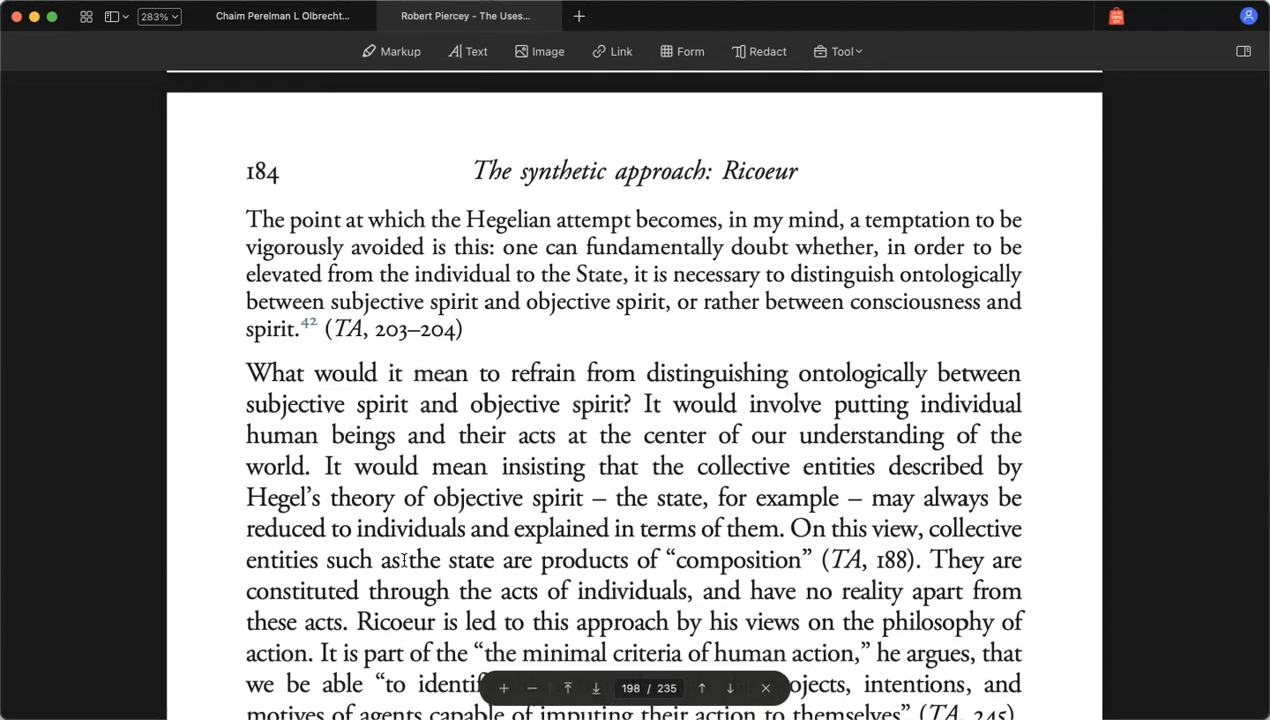 283%
Chaim Perelman L Olbrecht...
Robert Piercey - The Uses...
Markup
Text
Image
Link
Form
Redact
Tool
184
The synthetic approach: Ricoeur
The point at which the Hegelian attempt becomes, in my mind, a temptation to be
vigorously avoided is this: one can fundamentally doubt whether, in order to be
elevated from the individual to the State, it is necessary to distinguish ontologically
between subjective spirit and objective spirit, or rather between consciousness and
spirit.42 (TA, 203–204)
What would it mean to refrain from distinguishing ontologically between
subjective spirit and objective spirit? It would involve putting individual
human beings and their acts at the center of our understanding of the
world. It would mean insisting that the collective entities described by
Hegel's theory of objective spirit – the state, for example – may always be
reduced to individuals and explained in terms of them. On this view, collective
entities such as the state are products of “composition” (TA, 188). They are
constituted through the acts of individuals, and have no reality apart from
these acts. Ricoeur is led to this approach by his views on the philosophy of
action. It is part of the “the minimal criteria of human action,” he argues, that
we be able “to identif ojects, intentions, and
198 / 235
motives of agents capable of imputing their action to themselves” (TA, 245).